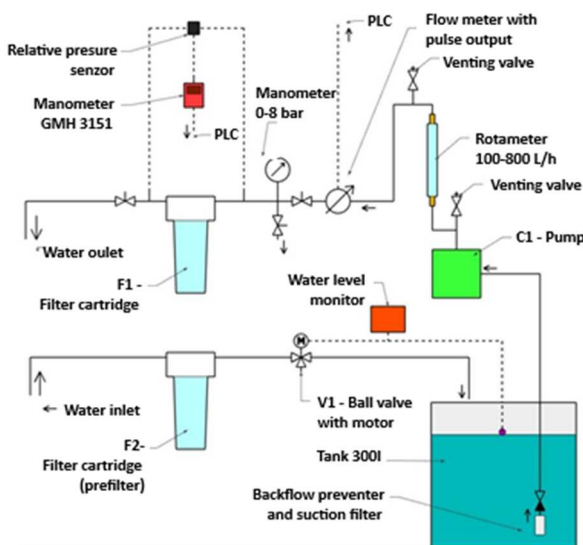 Relative presure
senzor
Manometer
GMH 3151
PLC
Manometer
0-8 bar
PLC
Flow meter with
pulse output
Venting valve
Rotameter
100-800 L/h
Venting valve
C1 - Pump
Water oulet
F1 -
Filter cartridge
Water level
monitor
M
Water inlet
F2-
Filter cartridge
(prefilter)
V1 - Ball valve
with motor
Tank 300l
Backflow preventer
and suction filter